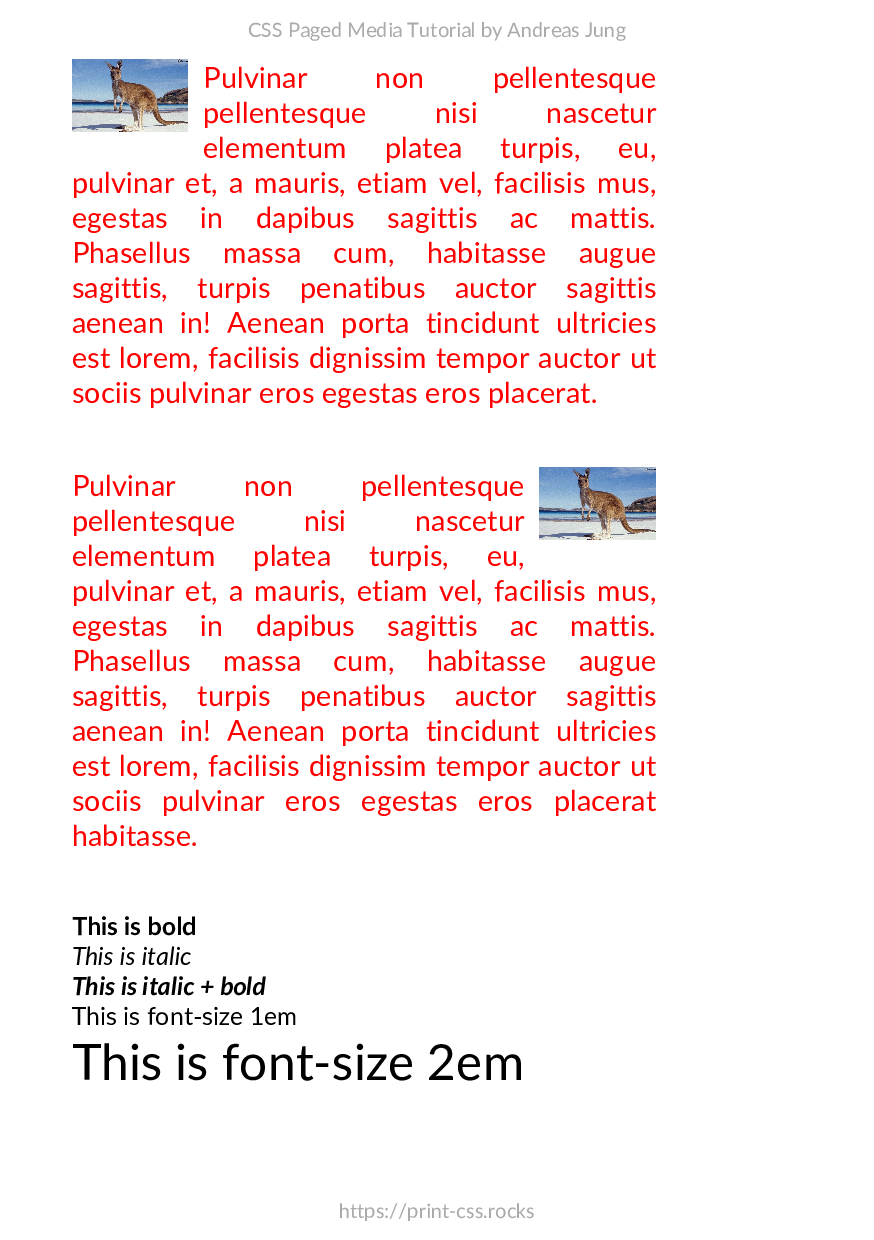 CSS Paged Media Tutorial by Andreas Jung
Pulvinar non pellentesque
pellentesque nisi nascetur
elementum platea turpis, eu,
pulvinar et, a mauris, etiam vel, facilisis mus,
egestas in dapibus sagittis ac mattis.
Phasellus massa cum, habitasse augue
sagittis, turpis penatibus auctor sagittis
aenean in! Aenean porta tincidunt ultricies
est lorem, facilisis dignissim tempor auctor ut
sociis pulvinar eros egestas eros placerat.
Pulvinar non pellentesque
pellentesque nisi nascetur
elementum platea turpis, eu,
pulvinar et, a mauris, etiam vel, facilisis mus,
egestas in dapibus sagittis ac mattis.
Phasellus massa cum, habitasse augue
sagittis, turpis penatibus auctor sagittis
aenean in! Aenean porta tincidunt ultricies
est lorem, facilisis dignissim tempor auctor ut
sociis pulvinar eros egestas eros placerat
habitasse.
This is bold
This is italic
This is italic + bold
This is font-size 1em
This is font-size 2em
https://print-css.rocks